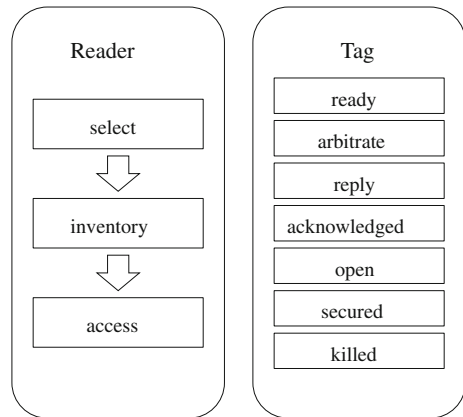 Reader
select
inventory
access
Tag
ready
arbitrate
reply
acknowledged
open
secured
killed